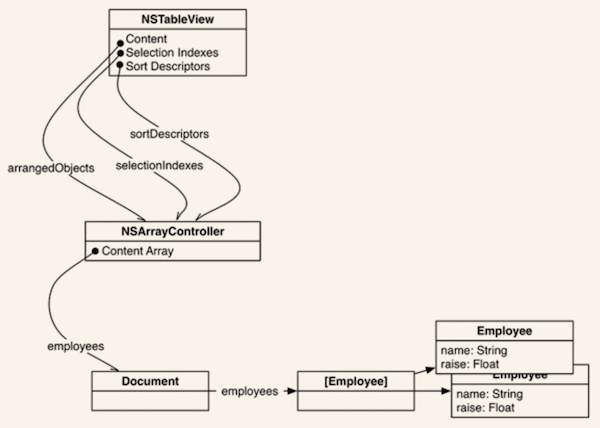 NSTableView
Content
Selection Indexes
Sort Descriptors
sortDescriptors
selectionIndexes
arrangedObjects
NSArrayController
Content Array
employees
Document
employees
[Employee]
Employee
name: String
raise: Float
Employee
name: String
raise: Float